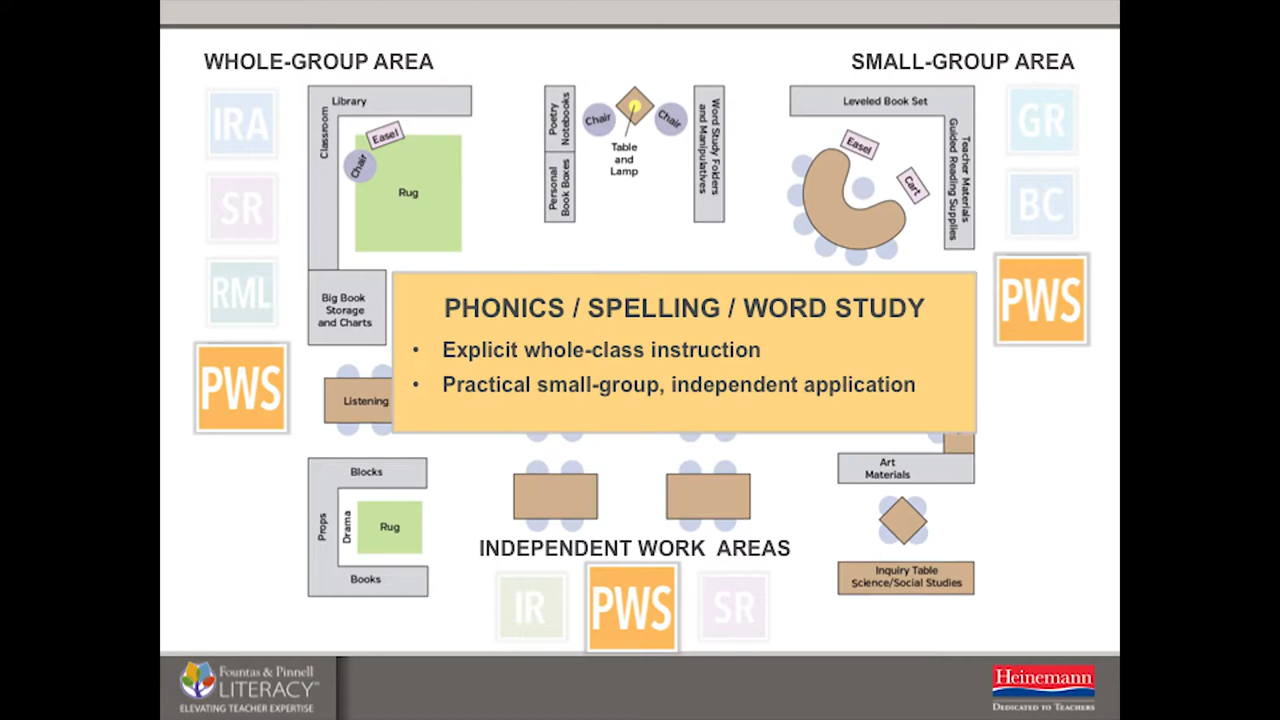 WHOLE-GROUP AREA
SMALL-GROUP AREA
IRA
SR
RML
PWS
Library
Classroom
Easel
Chair
Rug
Big Book
Storage
and Charts
Listening
Poetry
Notebooks
Personal
Book Boxes
Chair
Chair
Table
and
Lamp
Word Study Folders
and Manipulatives
Leveled Book Set
Teacher Materials
Guided Reading Supplies
Easel
Cart
GR
BC
PWS
PHONICS / SPELLING / WORD STUDY
• Explicit whole-class instruction
• Practical small-group, independent application
Blocks
Props
Drama
Rug
Books
Art
Materials
Inquiry Table
Science/Social Studies
INDEPENDENT WORK AREAS
IR
PWS
SR
Fountas & Pinnell
LITERACY™
ELEVATING TEACHER EXPERTISE
Heinemann
DEDICATED TO TEACHERS